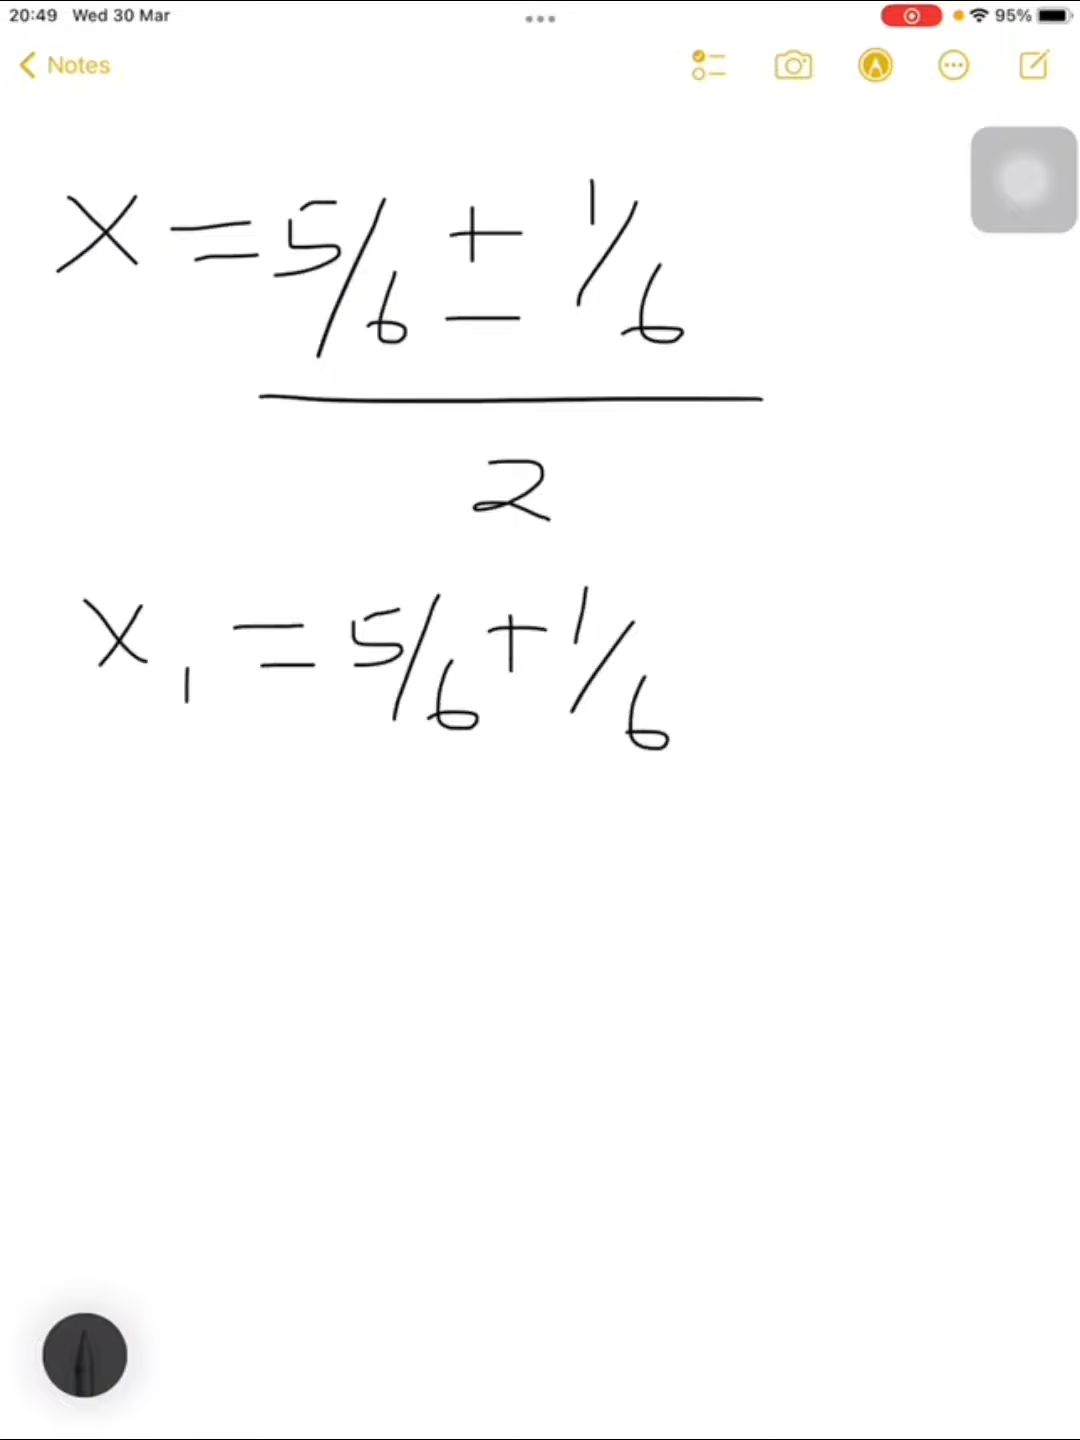 20:49 Wed 30 Mar 95%
Notes
X = 5/6 ± 1/6
2
X₁ = 5/6 + 1/6